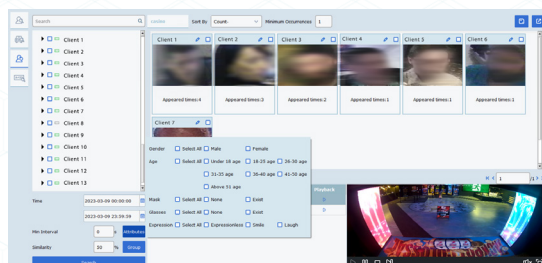 Search
custom
Sort By
Count
Minimum Occurrences
1
Client 1
Client 2
Client 3
Client 4
Client 5
Client 6
Client 7
Client 8
Client 9
Client 10
Client 11
Client 12
Client 13
Time
2023-03-09 00:00:00
2023-03-09 23:59:59
Min Interval
0
s
Attributes
Similarity
50
%
Group
Search
Client 1
Client 2
Client 3
Client 4
Client 5
Client 6
Appeared times:4
Appeared times:3
Appeared times:2
Appeared times:1
Appeared times:1
Appeared times:1
Client 7
Gender Select All Male Female
Age Select All Under 18 age 18-25 age 26-30 age
31-35 age 36-40 age 41-50 age
Above 51 age
Mask Select All None Exist
Glasses Select All None Exist
Expression Select All Expressionless Smile Laugh
1
/1
Playback